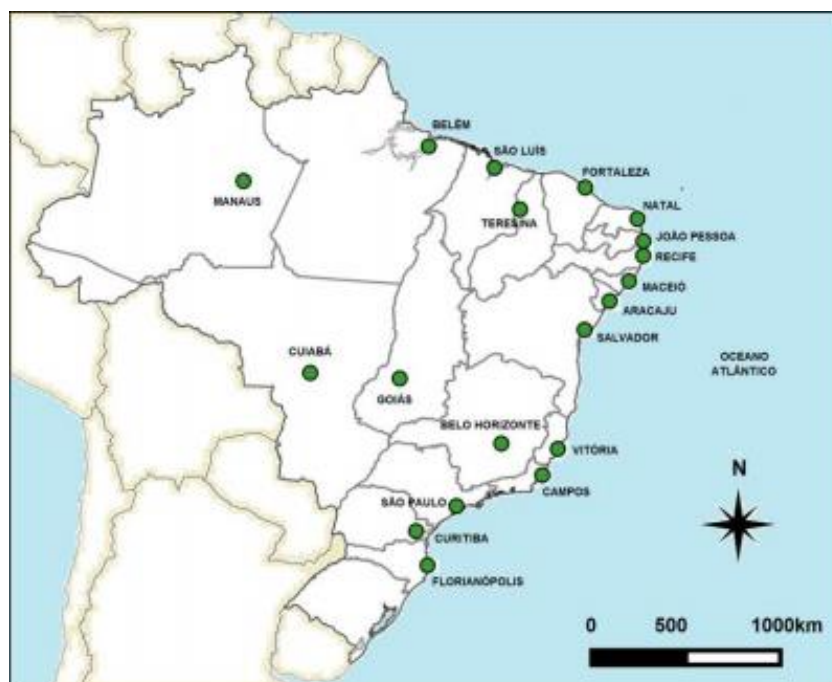 BELÉM
SÃO LUÍS
FORTALEZA
MANAUS
TERESINA
NATAL
JOÃO PESSOA
RECIFE
MACEIÓ
ARACAJU
SALVADOR
CUIABÁ
OCEANO
ATLÂNTICO
GOIÁS
BELO HORIZONTE
VITÓRIA
N
CAMPOS
SÃO PAULO
CURITIBA
FLORIANÓPOLIS
0 500 1000km